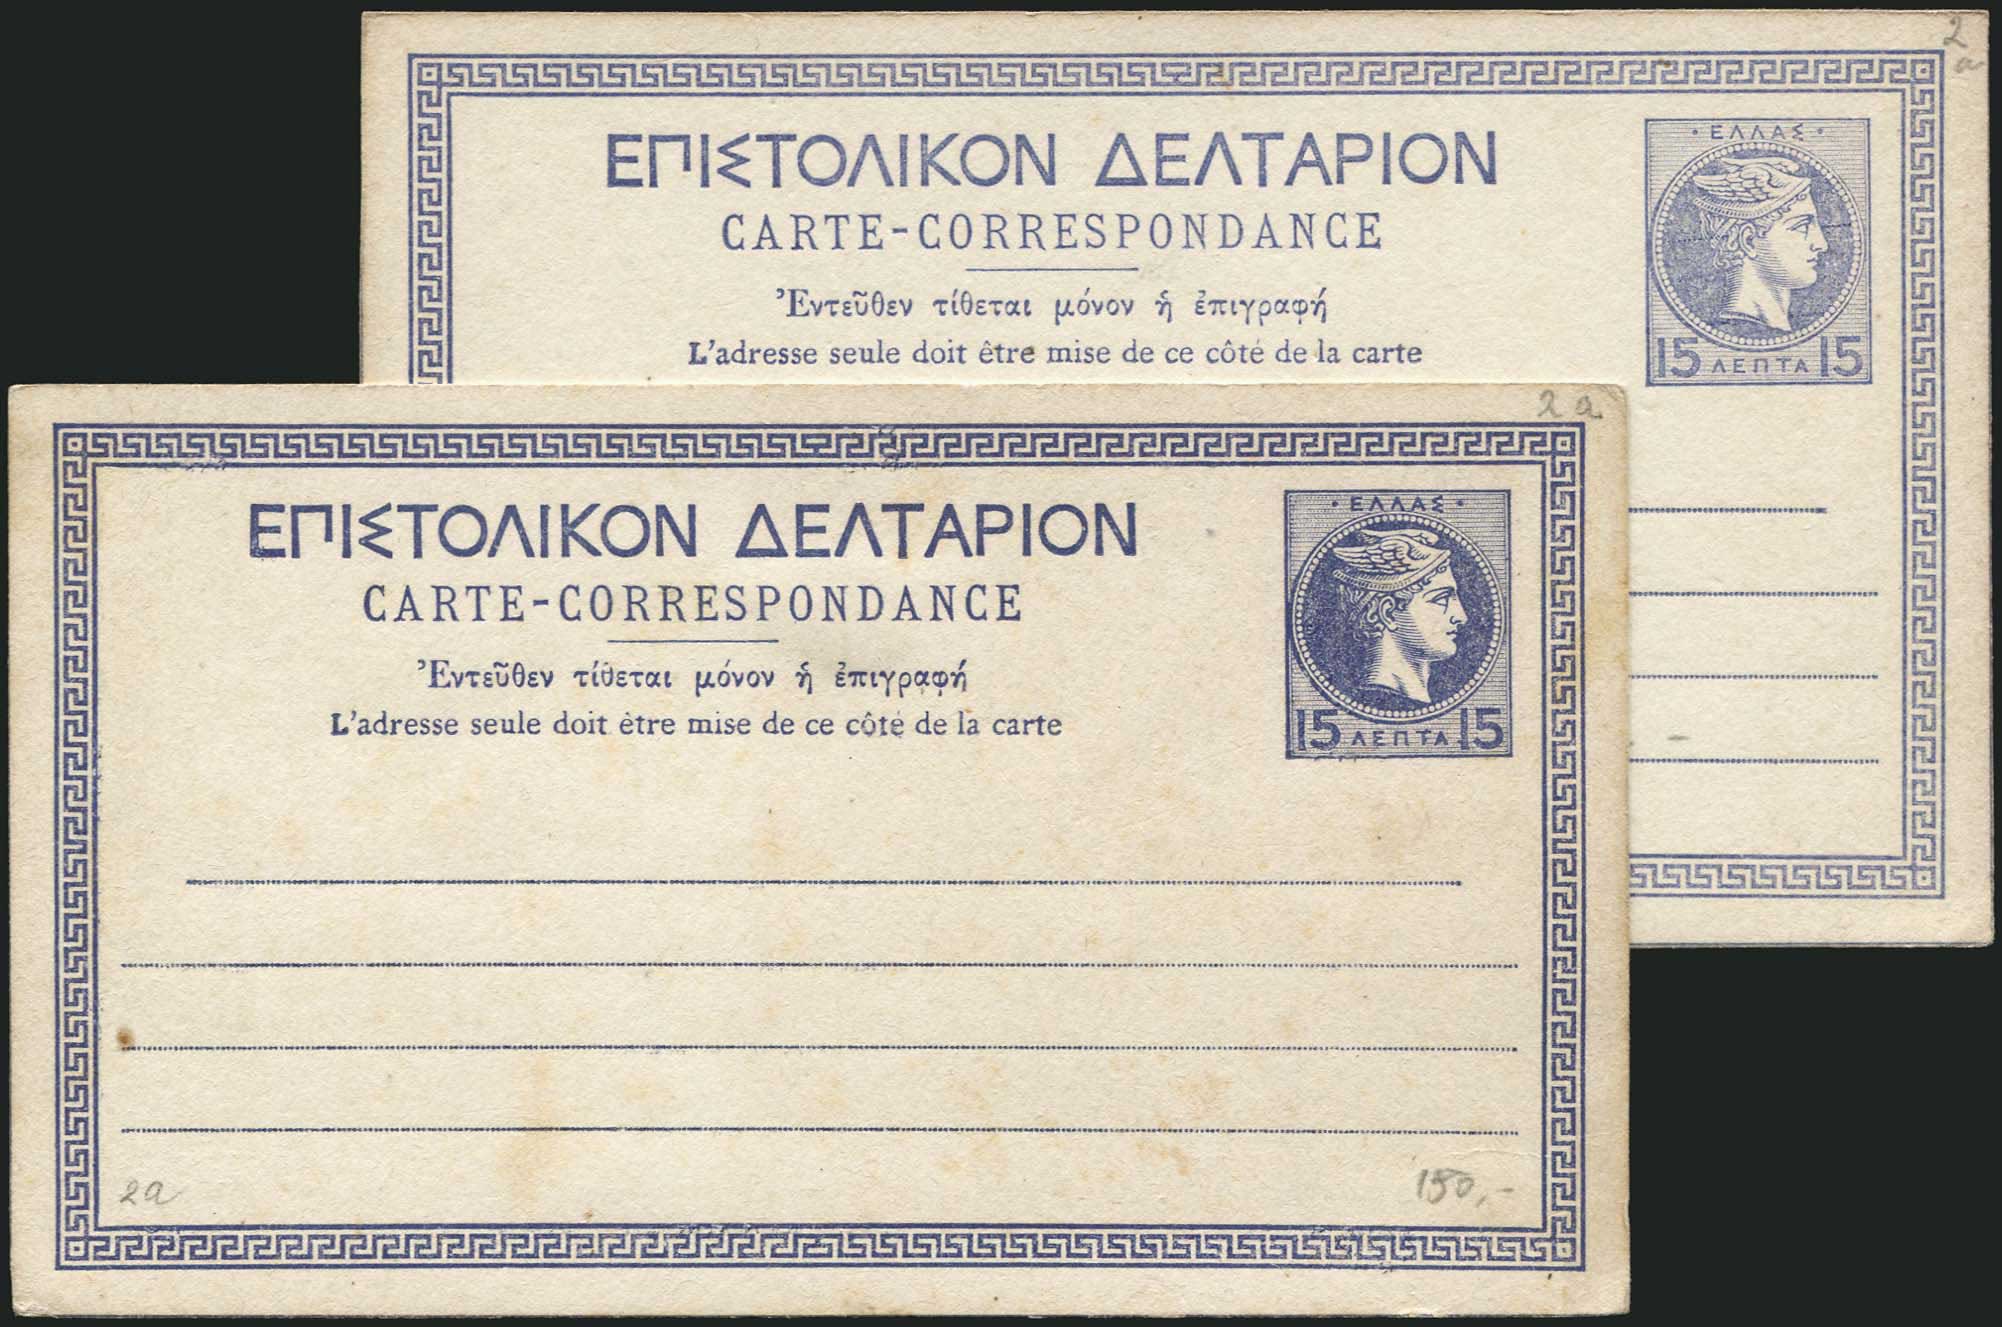 2
a
ΕΠΙΣΤΟΛΙΚΟΝ ΔΕΛΤΑΡΙΟΝ
CARTE-CORRESPONDANCE
Ἐντεῦθεν τίθεται μόνον ἡ ἐπιγραφή
L'adresse seule doit être mise de ce côté de la carte
· ΕΛΛΑΣ ·
15 ΛΕΠΤΑ 15
2 a
ΕΠΙΣΤΟΛΙΚΟΝ ΔΕΛΤΑΡΙΟΝ
CARTE-CORRESPONDANCE
Ἐντεῦθεν τίθεται μόνον ἡ ἐπιγραφή
L'adresse seule doit être mise de ce côté de la carte
· ΕΛΛΑΣ ·
15 ΛΕΠΤΑ 15
2a
150,-